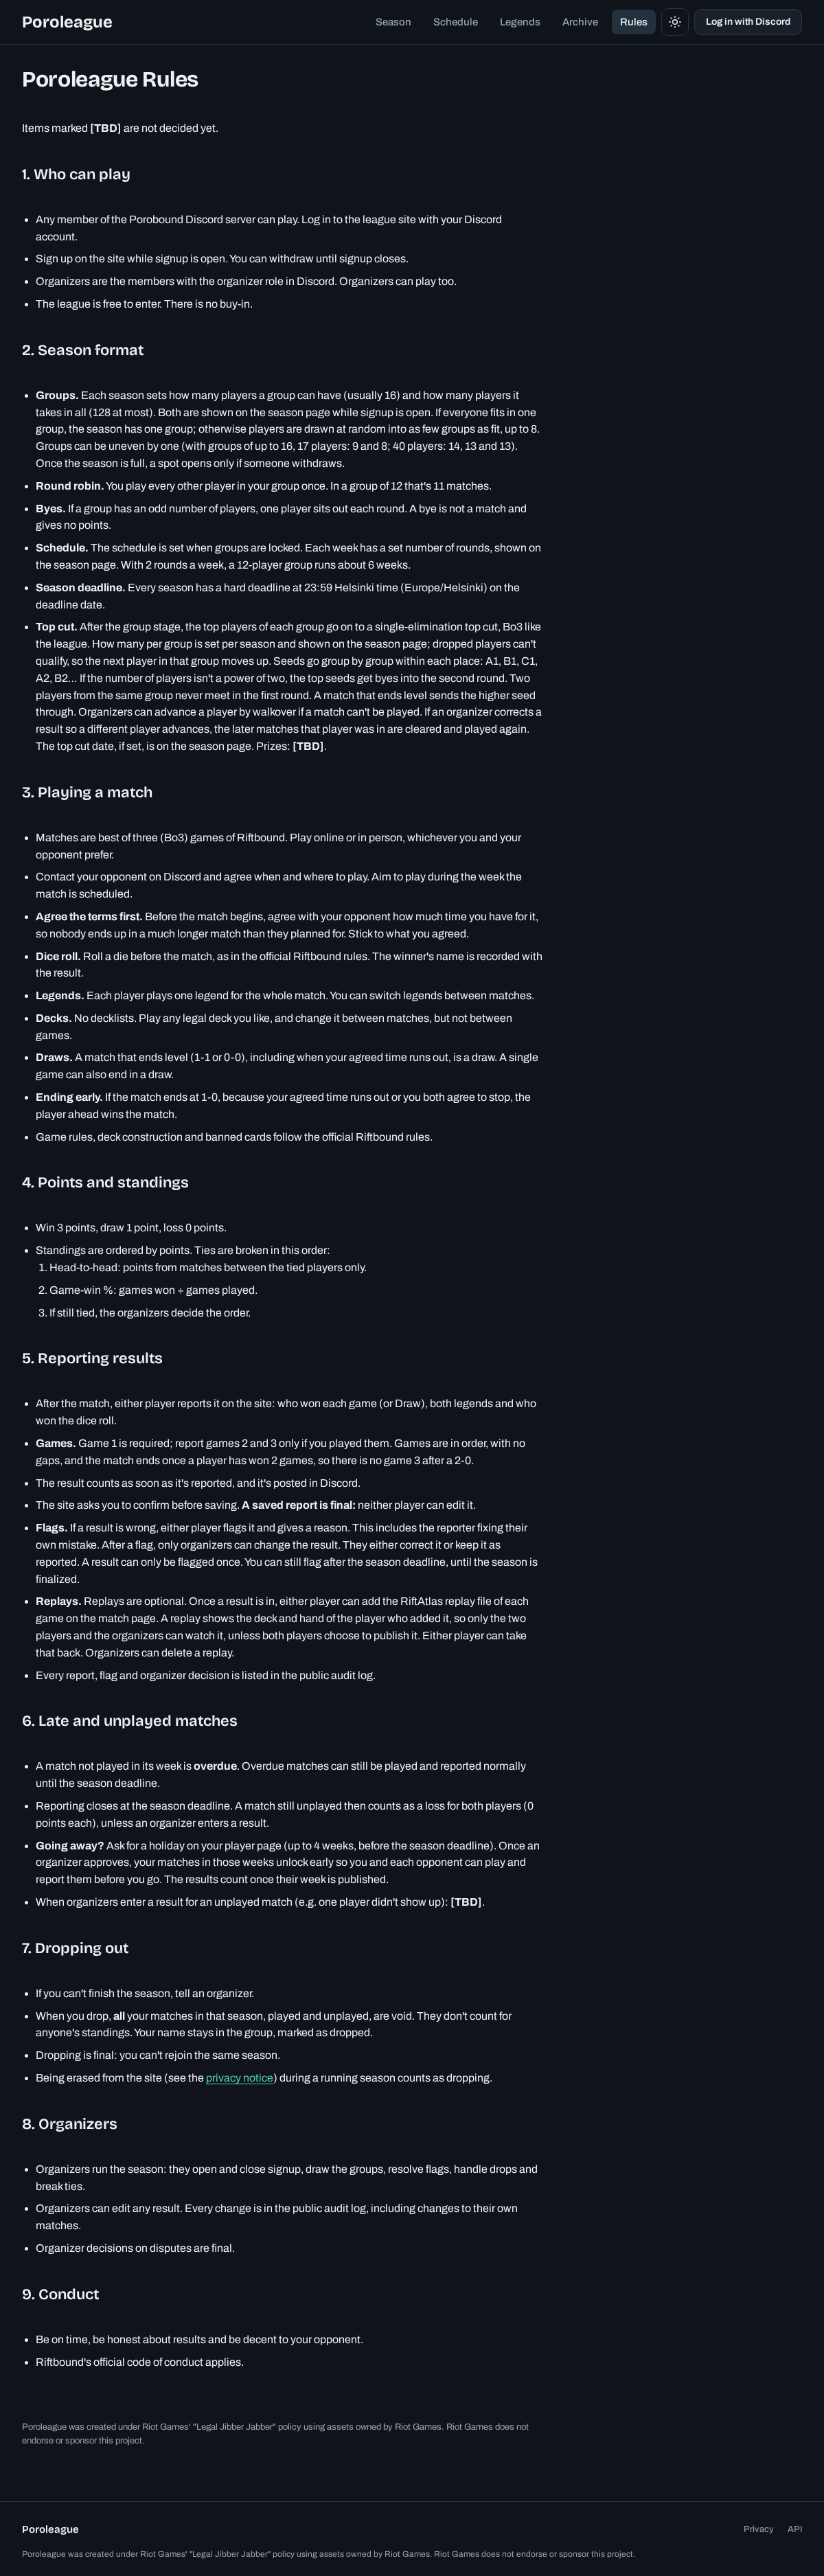 Poroleague
Season Schedule Legends Archive Rules Log in with Discord
Poroleague Rules
Items marked [TBD] are not decided yet.
1. Who can play
• Any member of the Porobound Discord server can play. Log in to the league site with your Discord
account.
• Sign up on the site while signup is open. You can withdraw until signup closes.
• Organizers are the members with the organizer role in Discord. Organizers can play too.
• The league is free to enter. There is no buy-in.
2. Season format
• Groups. Each season sets how many players a group can have (usually 16) and how many players it
takes in all (128 at most). Both are shown on the season page while signup is open. If everyone fits in one
group, the season has one group; otherwise players are drawn at random into as few groups as fit, up to 8.
Groups can be uneven by one (with groups of up to 16, 17 players: 9 and 8; 40 players: 14, 13 and 13).
Once the season is full, a spot opens only if someone withdraws.
• Round robin. You play every other player in your group once. In a group of 12 that's 11 matches.
• Byes. If a group has an odd number of players, one player sits out each round. A bye is not a match and
gives no points.
• Schedule. The schedule is set when groups are locked. Each week has a set number of rounds, shown on
the season page. With 2 rounds a week, a 12-player group runs about 6 weeks.
• Season deadline. Every season has a hard deadline at 23:59 Helsinki time (Europe/Helsinki) on the
deadline date.
• Top cut. After the group stage, the top players of each group go on to a single-elimination top cut, Bo3 like
the league. How many per group is set per season and shown on the season page; dropped players can't
qualify, so the next player in that group moves up. Seeds go group by group within each place: A1, B1, C1,
A2, B2… If the number of players isn't a power of two, the top seeds get byes into the second round. Two
players from the same group never meet in the first round. A match that ends level sends the higher seed
through. Organizers can advance a player by walkover if a match can't be played. If an organizer corrects a
result so a different player advances, the later matches that player was in are cleared and played again.
The top cut date, if set, is on the season page. Prizes: [TBD].
3. Playing a match
• Matches are best of three (Bo3) games of Riftbound. Play online or in person, whichever you and your
opponent prefer.
• Contact your opponent on Discord and agree when and where to play. Aim to play during the week the
match is scheduled.
• Agree the terms first. Before the match begins, agree with your opponent how much time you have for it,
so nobody ends up in a much longer match than they planned for. Stick to what you agreed.
• Dice roll. Roll a die before the match, as in the official Riftbound rules. The winner's name is recorded with
the result.
• Legends. Each player plays one legend for the whole match. You can switch legends between matches.
• Decks. No decklists. Play any legal deck you like, and change it between matches, but not between
games.
• Draws. A match that ends level (1-1 or 0-0), including when your agreed time runs out, is a draw. A single
game can also end in a draw.
• Ending early. If the match ends at 1-0, because your agreed time runs out or you both agree to stop, the
player ahead wins the match.
• Game rules, deck construction and banned cards follow the official Riftbound rules.
4. Points and standings
• Win 3 points, draw 1 point, loss 0 points.
• Standings are ordered by points. Ties are broken in this order:
1. Head-to-head: points from matches between the tied players only.
2. Game-win %: games won ÷ games played.
3. If still tied, the organizers decide the order.
5. Reporting results
• After the match, either player reports it on the site: who won each game (or Draw), both legends and who
won the dice roll.
• Games. Game 1 is required; report games 2 and 3 only if you played them. Games are in order, with no
gaps, and the match ends once a player has won 2 games, so there is no game 3 after a 2-0.
• The result counts as soon as it's reported, and it's posted in Discord.
• The site asks you to confirm before saving. A saved report is final: neither player can edit it.
• Flags. If a result is wrong, either player flags it and gives a reason. This includes the reporter fixing their
own mistake. After a flag, only organizers can change the result. They either correct it or keep it as
reported. A result can only be flagged once. You can still flag after the season deadline, until the season is
finalized.
• Replays. Replays are optional. Once a result is in, either player can add the RiftAtlas replay file of each
game on the match page. A replay shows the deck and hand of the player who added it, so only the two
players and the organizers can watch it, unless both players choose to publish it. Either player can take
that back. Organizers can delete a replay.
• Every report, flag and organizer decision is listed in the public audit log.
6. Late and unplayed matches
• A match not played in its week is overdue. Overdue matches can still be played and reported normally
until the season deadline.
• Reporting closes at the season deadline. A match still unplayed then counts as a loss for both players (0
points each), unless an organizer enters a result.
• Going away? Ask for a holiday on your player page (up to 4 weeks, before the season deadline). Once an
organizer approves, your matches in those weeks unlock early so you and each opponent can play and
report them before you go. The results count once their week is published.
• When organizers enter a result for an unplayed match (e.g. one player didn't show up): [TBD].
7. Dropping out
• If you can't finish the season, tell an organizer.
• When you drop, all your matches in that season, played and unplayed, are void. They don't count for
anyone's standings. Your name stays in the group, marked as dropped.
• Dropping is final: you can't rejoin the same season.
• Being erased from the site (see the privacy notice) during a running season counts as dropping.
8. Organizers
• Organizers run the season: they open and close signup, draw the groups, resolve flags, handle drops and
break ties.
• Organizers can edit any result. Every change is in the public audit log, including changes to their own
matches.
• Organizer decisions on disputes are final.
9. Conduct
• Be on time, be honest about results and be decent to your opponent.
• Riftbound's official code of conduct applies.
Poroleague was created under Riot Games' "Legal Jibber Jabber" policy using assets owned by Riot Games. Riot Games does not
endorse or sponsor this project.
Poroleague Privacy API
Poroleague was created under Riot Games' "Legal Jibber Jabber" policy using assets owned by Riot Games. Riot Games does not endorse or sponsor this project.